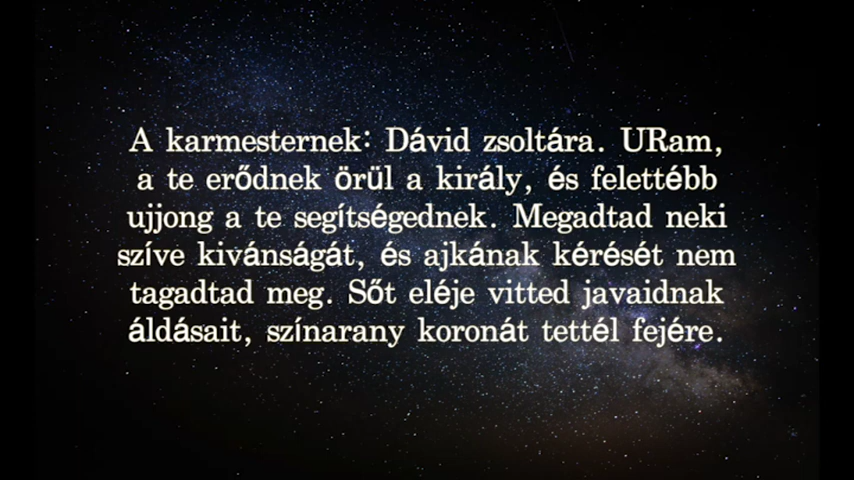 A karmesternek: Dávid zsoltára. URam,
a te erődnek örül a király, és felettébb
ujjong a te segítségednek. Megadtad neki
szíve kivánságát, és ajkának kérését nem
tagadtad meg. Sőt eléje vitted javaidnak
áldásait, színarany koronát tettél fejére.